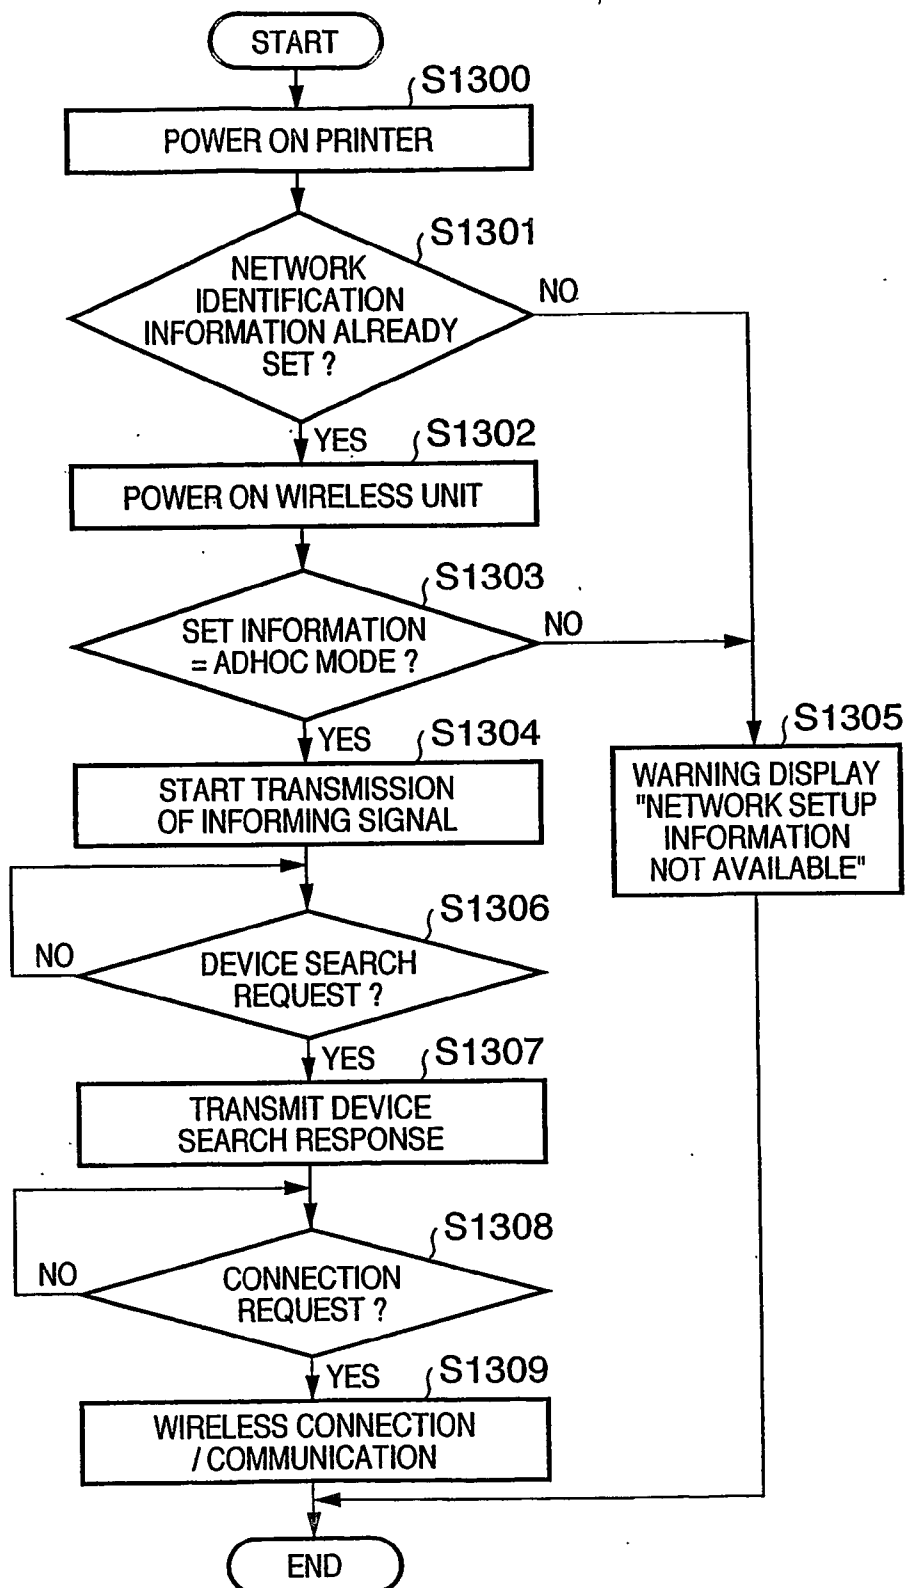 START
S1300
POWER ON PRINTER
S1301
NETWORK
IDENTIFICATION
INFORMATION ALREADY
SET ?
NO
YES
S1302
POWER ON WIRELESS UNIT
S1303
SET INFORMATION
= ADHOC MODE ?
NO
YES
S1304
START TRANSMISSION
OF INFORMING SIGNAL
S1305
WARNING DISPLAY
"NETWORK SETUP
INFORMATION
NOT AVAILABLE"
S1306
DEVICE SEARCH
REQUEST ?
NO
YES
S1307
TRANSMIT DEVICE
SEARCH RESPONSE
S1308
CONNECTION
REQUEST ?
NO
YES
S1309
WIRELESS CONNECTION
/ COMMUNICATION
END